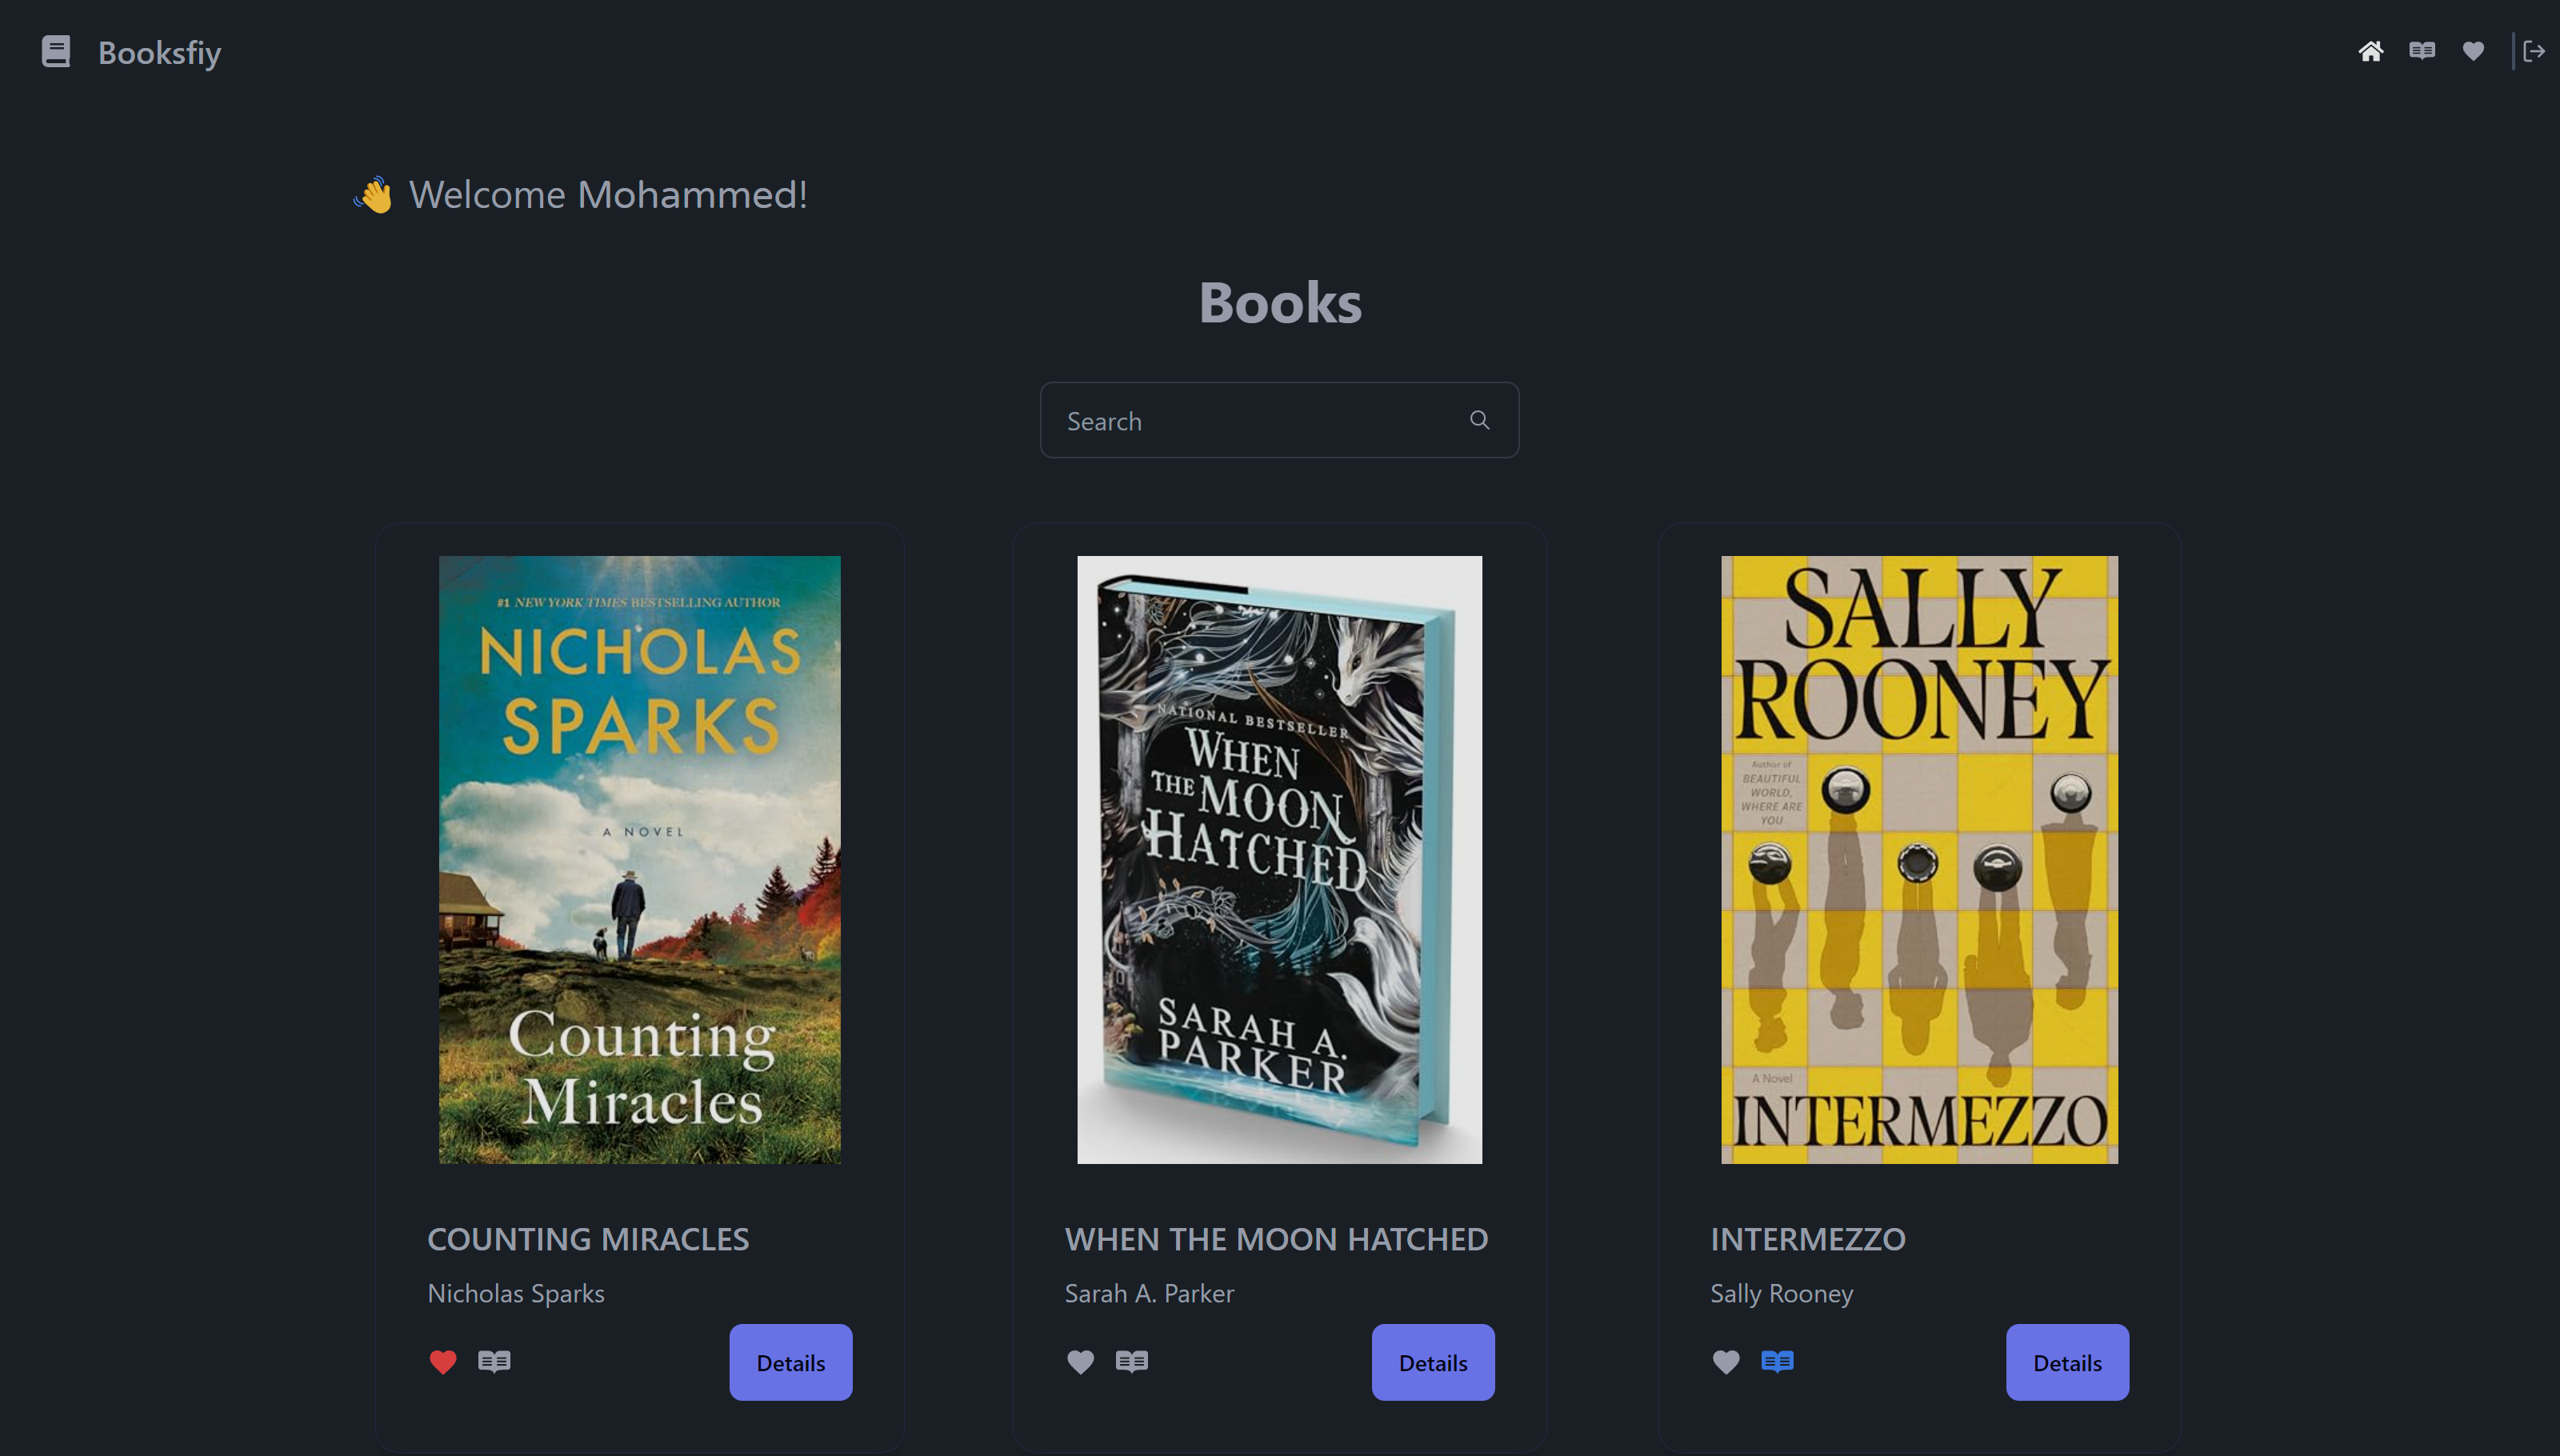 Booksfiy
👋 Welcome Mohammed!
Books
Search
#1 NEW YORK TIMES BESTSELLING AUTHOR
NICHOLAS
SPARKS
A NOVEL
Counting
Miracles
COUNTING MIRACLES
Nicholas Sparks
Details
NATIONAL BESTSELLER
WHEN
THE MOON
HATCHED
SARAH A.
PARKER
WHEN THE MOON HATCHED
Sarah A. Parker
Details
SALLY
ROONEY
Author of
BEAUTIFUL
WORLD,
WHERE ARE
YOU
A Novel
INTERMEZZO
INTERMEZZO
Sally Rooney
Details